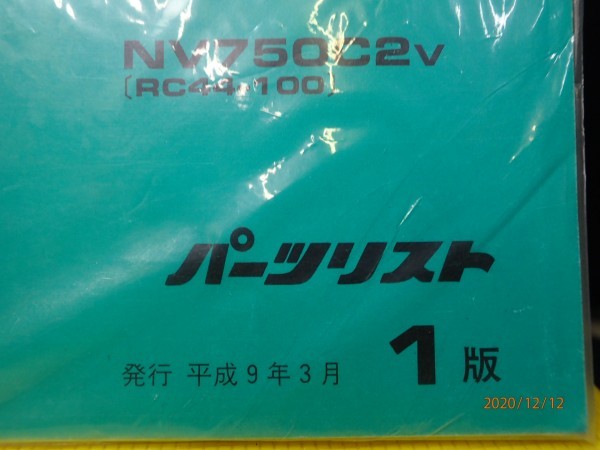 NV750C2V
〔RC44-100〕
パーツリスト
発行 平成9年3月 1版
2020/12/12